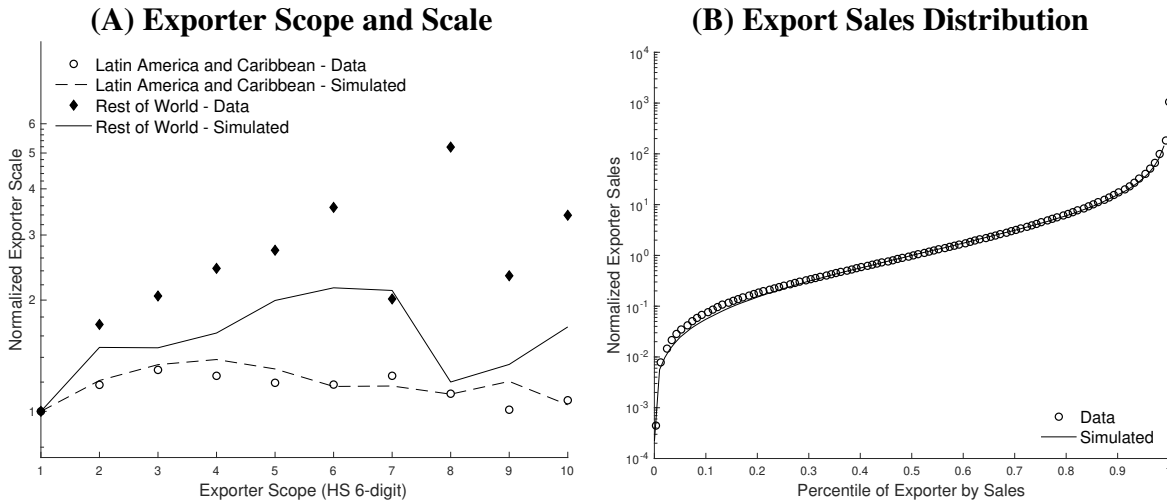 (A) Exporter Scope and Scale
Latin America and Caribbean - Data
Latin America and Caribbean - Simulated
Rest of World - Data
Rest of World - Simulated
Normalized Exporter Scale
6
5
4
3
2
1
1 2 3 4 5 6 7 8 9 10
Exporter Scope (HS 6-digit)
(B) Export Sales Distribution
Normalized Exporter Sales
10^4
10^3
10^2
10^1
10^0
10^-1
10^-2
10^-3
10^-4
Data
Simulated
0 0.1 0.2 0.3 0.4 0.5 0.6 0.7 0.8 0.9
Percentile of Exporter by Sales